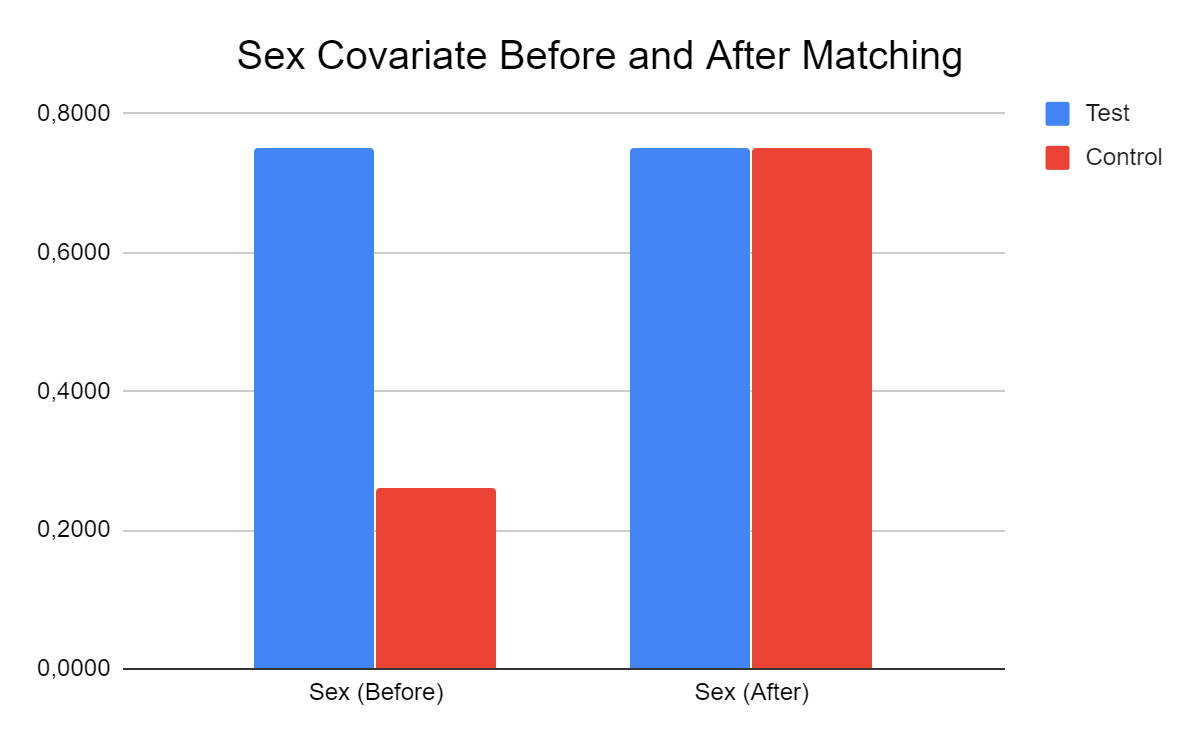 Sex Covariate Before and After Matching
0,8000
0,6000
0,4000
0,2000
0,0000
Sex (Before)
Sex (After)
Test
Control